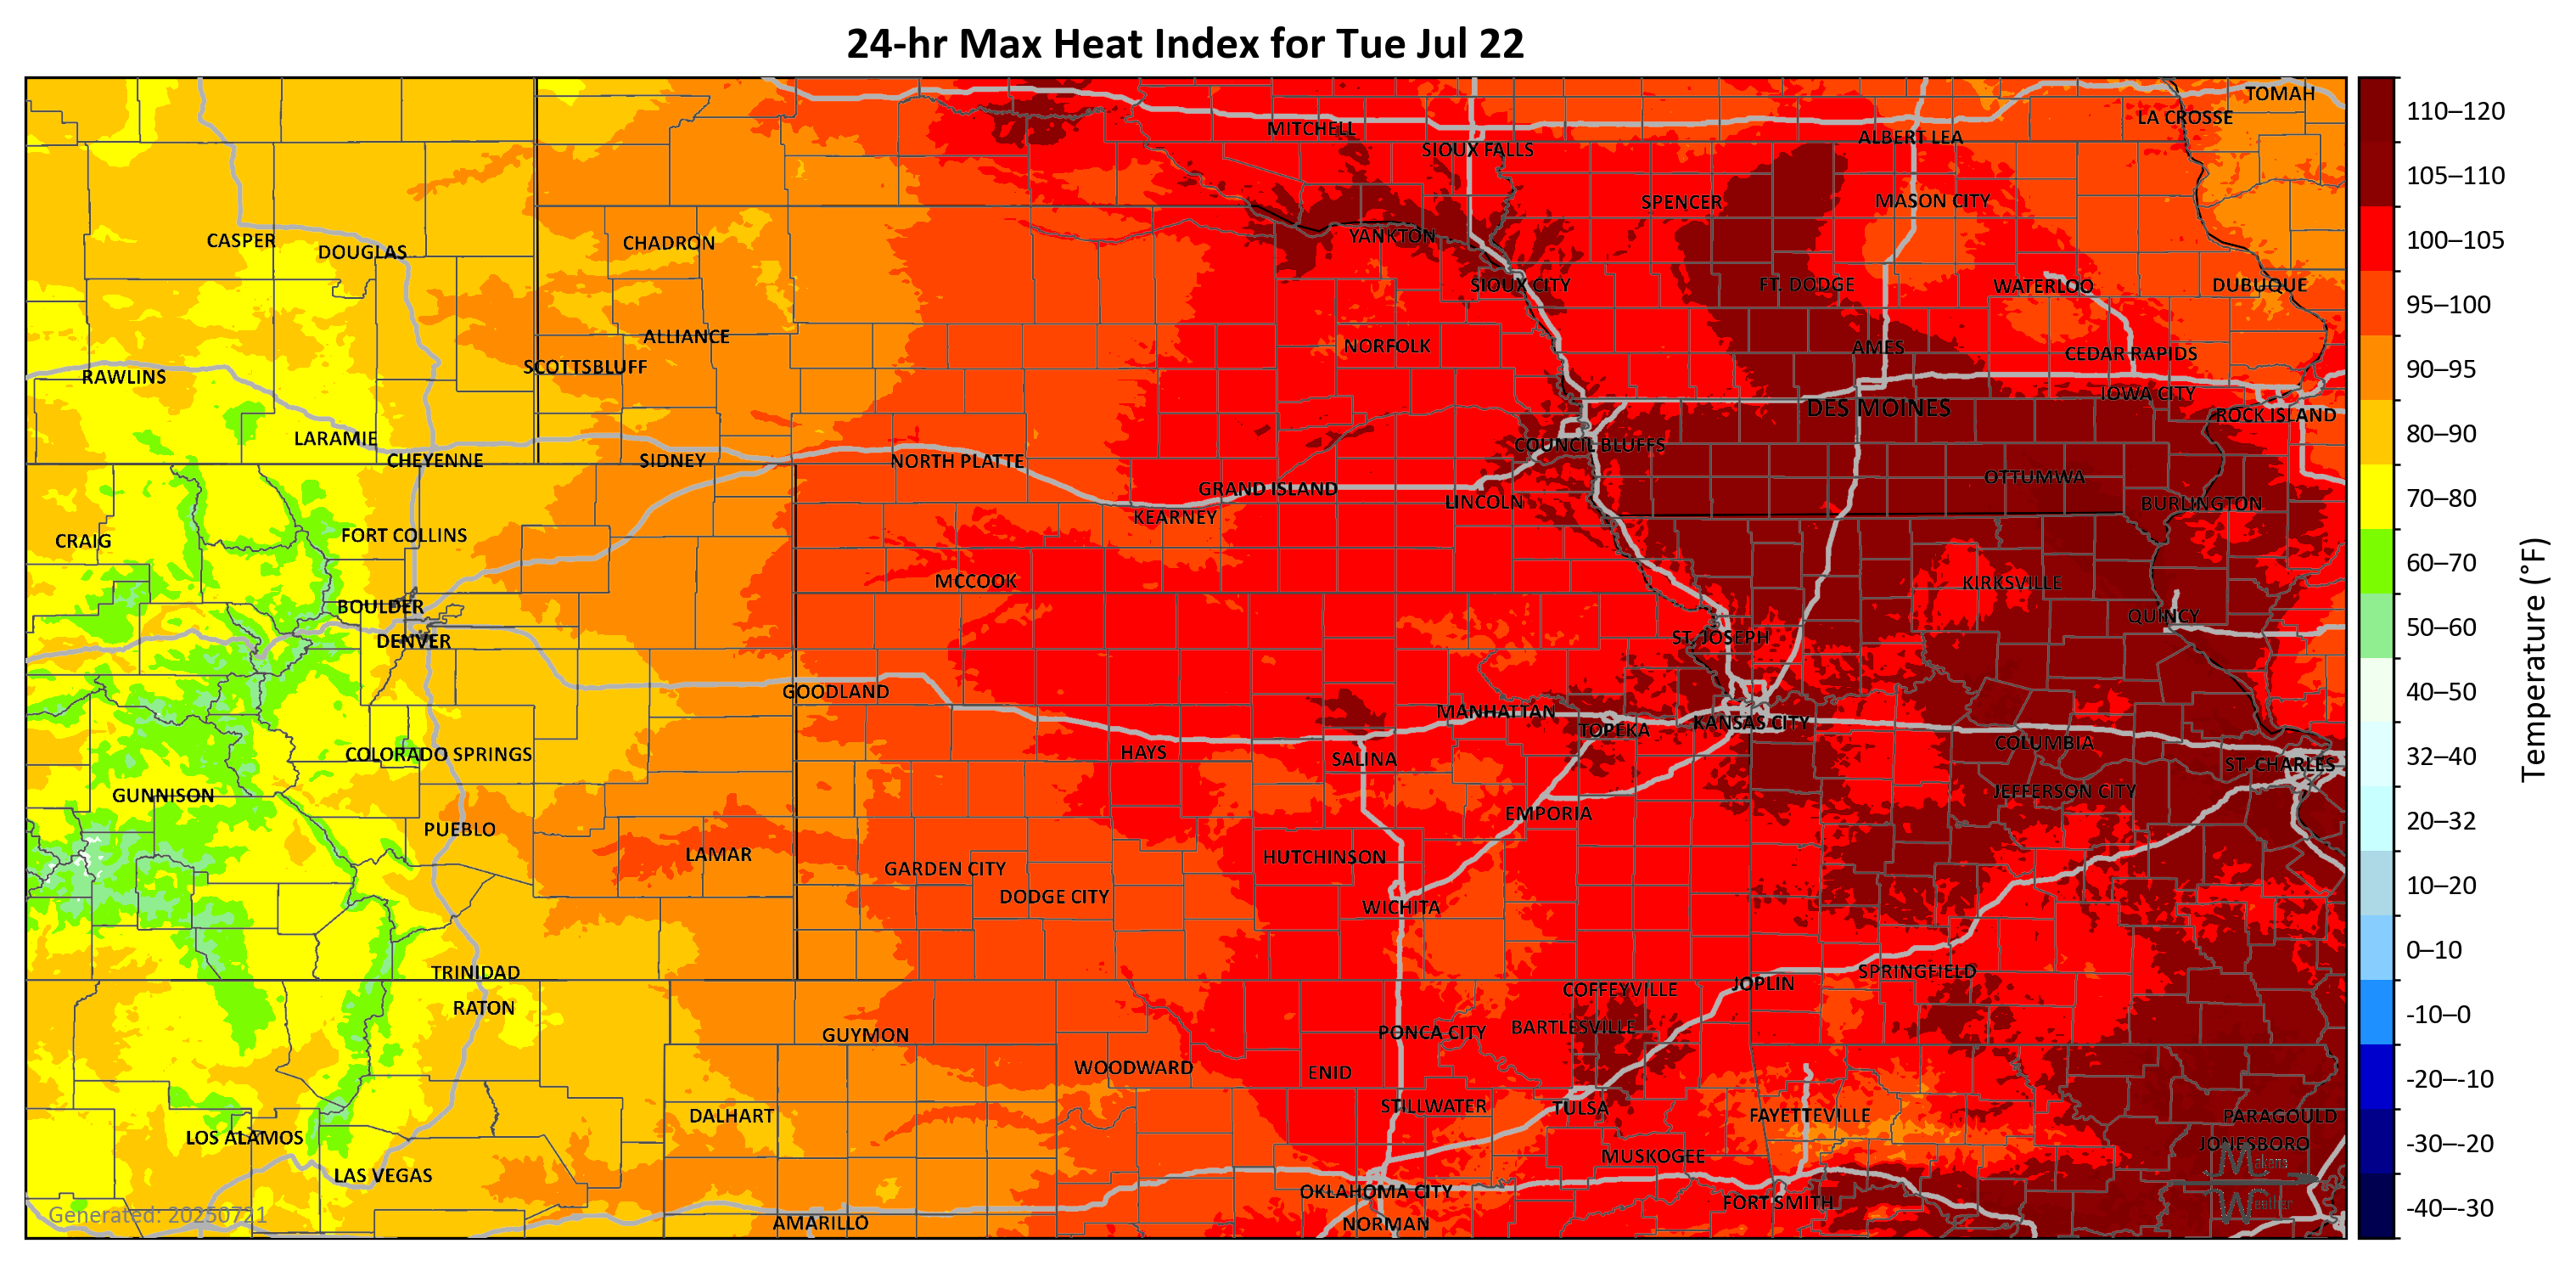 24-hr Max Heat Index for Tue Jul 22
TOMAH
LA CROSSE
MITCHELL
ALBERT LEA
SIOUX FALLS
SPENCER
MASON CITY
YANKTON
CASPER
CHADRON
DOUGLAS
SIOUX CITY
FT. DODGE
WATERLOO
DUBUQUE
ALLIANCE
NORFOLK
AMES
CEDAR RAPIDS
SCOTTSBLUFF
RAWLINS
IOWA CITY
DES MOINES
ROCK ISLAND
LARAMIE
COUNCIL BLUFFS
CHEYENNE
SIDNEY
NORTH PLATTE
OTTUMWA
GRAND ISLAND
LINCOLN
BURLINGTON
KEARNEY
FORT COLLINS
CRAIG
MCCOOK
KIRKSVILLE
BOULDER
QUINCY
DENVER
ST. JOSEPH
GOODLAND
MANHATTAN
KANSAS CITY
TOPEKA
COLUMBIA
HAYS
COLORADO SPRINGS
SALINA
ST. CHARLES
GUNNISON
JEFFERSON CITY
EMPORIA
PUEBLO
LAMAR
HUTCHINSON
GARDEN CITY
DODGE CITY
WICHITA
TRINIDAD
SPRINGFIELD
JOPLIN
COFFEYVILLE
RATON
BARTLESVILLE
PONCA CITY
GUYMON
WOODWARD
ENID
STILLWATER
TULSA
DALHART
FAYETTEVILLE
PARAGOULD
LOS ALAMOS
JONESBORO
MUSKOGEE
Makens
LAS VEGAS
OKLAHOMA CITY
FORT SMITH
Weather
Generated: 20250721
AMARILLO
NORMAN
110–120
105–110
100–105
95–100
90–95
80–90
70–80
60–70
50–60
40–50
32–40
20–32
10–20
0–10
-10–0
-20–-10
-30–-20
-40–-30
Temperature (°F)